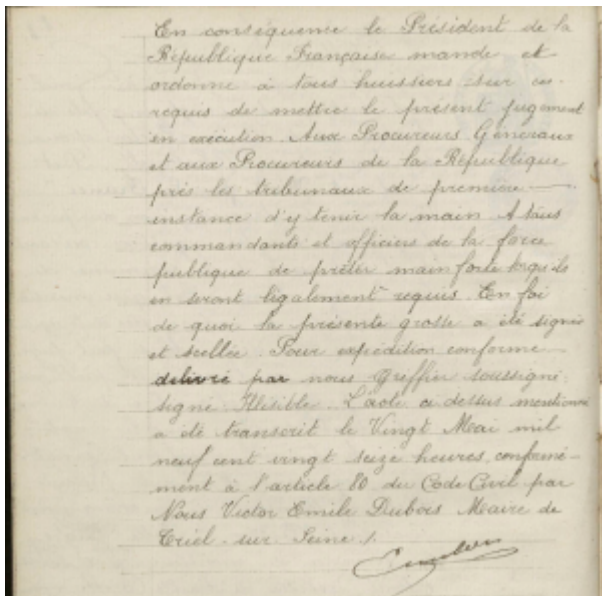 En conséquence le Président de la
République Française mande et
ordonne à tous huissiers sur ce
requis de mettre le présent jugement
en exécution. Aux Procureurs Généraux
et aux Procureurs de la République
près les tribunaux de première —
instance d'y tenir la main A tous
commandants et officiers de la force
publique de prêter main forte lorsqu'ils
en seront légalement requis. En foi
de quoi la présente grosse a été signée
et scellée. Pour expédition conforme —
délivré par nous Greffier soussigné.
signé Illisible. L'acte ci dessus mentionné
a été transcrit le Vingt Mai mil
neuf cent vingt seize heures, conformé-
ment à l'article 80 du Code Civil par
Nous Victor Emile Dubois Maire de
Triel-sur-Seine /.